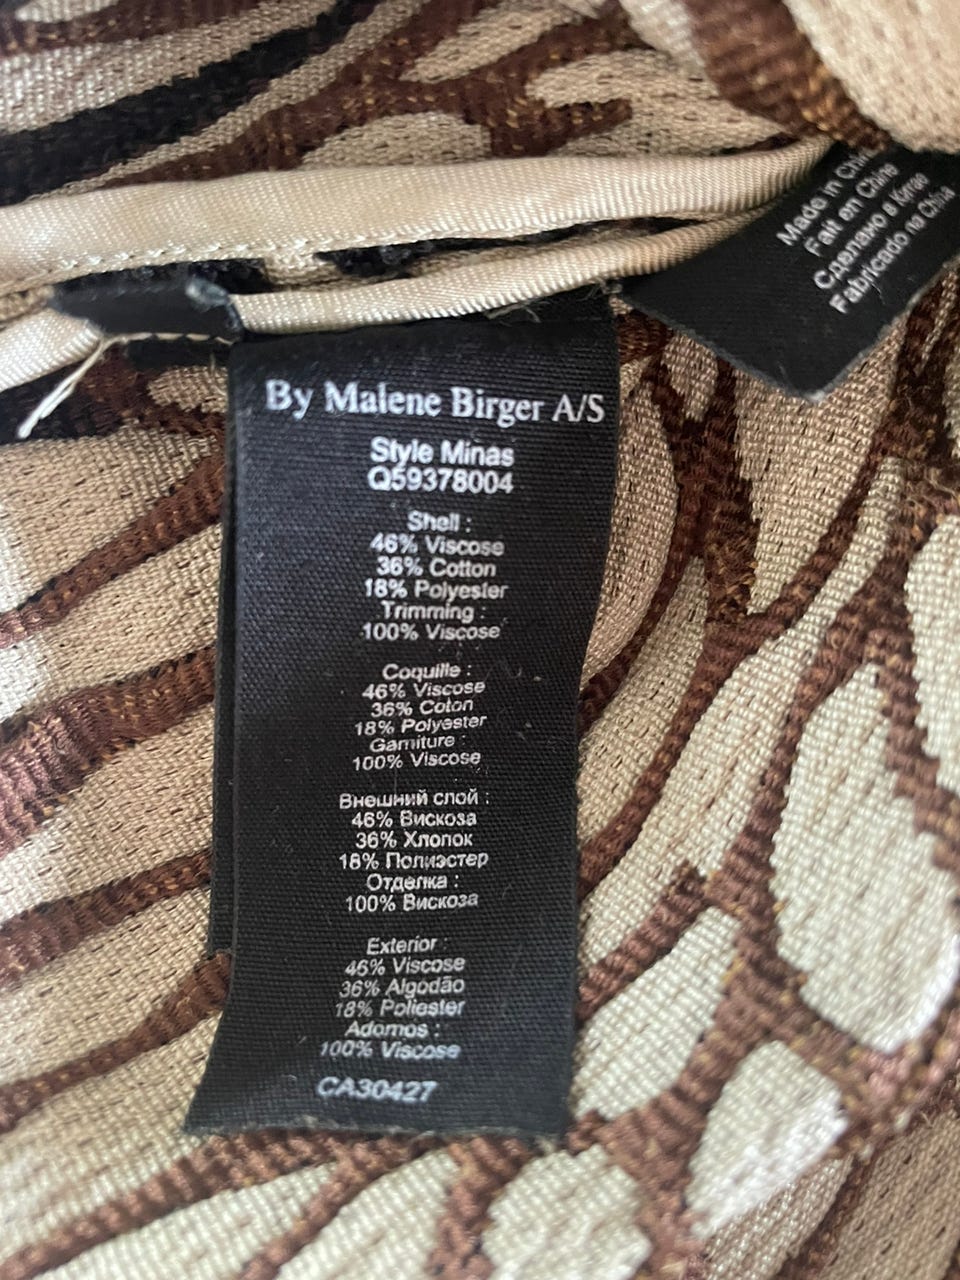 By Malene Birger A/S
Style Minas
Q59378004
Shell :
46% Viscose
36% Cotton
18% Polyester
Trimming :
100% Viscose
Coquille :
46% Viscose
36% Coton
18% Polyester
Garniture :
100% Viscose
Внешний слой :
46% Вискоза
36% Хлопок
18% Полиэстер
Отделка :
100% Вискоза
Exterior :
46% Viscose
36% Algodão
18% Poliester
Adornos :
100% Viscose
CA30427
Made in China
Fait en Chine
Сделано в Китае
Fabricado na China